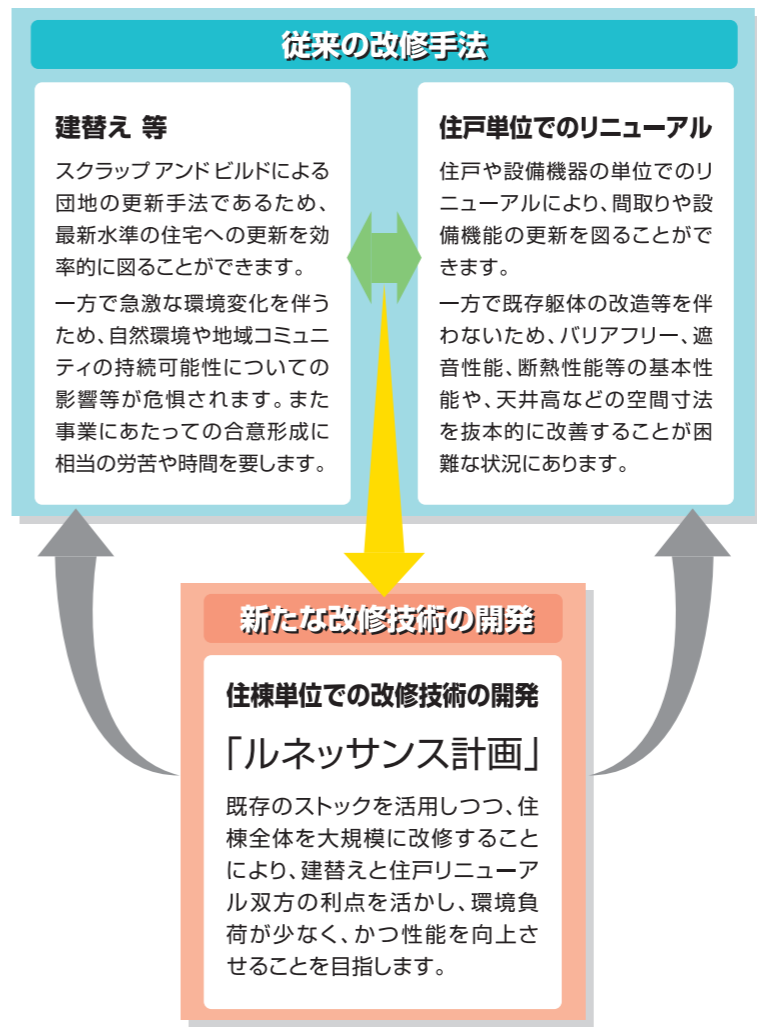 従来の改修手法
建替え 等
スクラップ アンド ビルドによる
団地の更新手法であるため、
最新水準の住宅への更新を効
率的に図ることができます。
一方で急激な環境変化を伴う
ため、自然環境や地域コミュニ
ティの持続可能性についての
影響等が危惧されます。また
事業にあたっての合意形成に
相当の労苦や時間を要します。
住戸単位でのリニューアル
住戸や設備機器の単位でのリ
ニューアルにより、間取りや設
備機能の更新を図ることがで
きます。
一方で既存躯体の改造等を伴
わないため、バリアフリー、遮
音性能、断熱性能等の基本性
能や、天井高などの空間寸法
を抜本的に改善することが困
難な状況にあります。
新たな改修技術の開発
住棟単位での改修技術の開発
「ルネッサンス計画」
既存のストックを活用しつつ、住
棟全体を大規模に改修すること
により、建替えと住戸リニューア
ル双方の利点を活かし、環境負
荷が少なく、かつ性能を向上さ
せることを目指します。